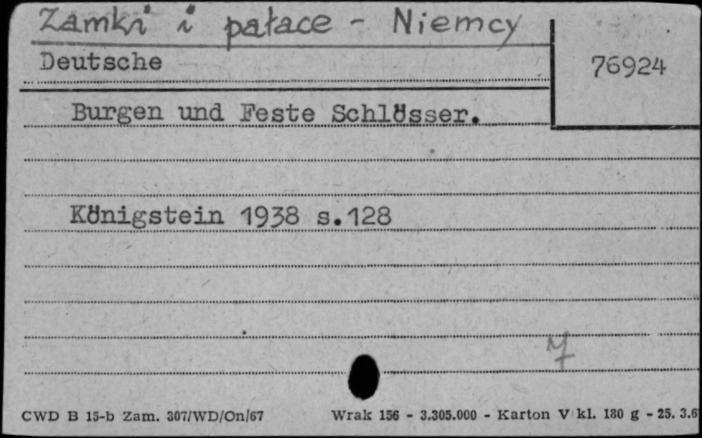 Zamki i pałace - Niemcy
Deutsche
76924
Burgen und Feste Schlösser.
Königstein 1938 s.128
7
CWD B 15-b Zam. 307/WD/On/67 Wrak 156 - 3.305.000 - Karton V kl. 180 g - 25. 3.6